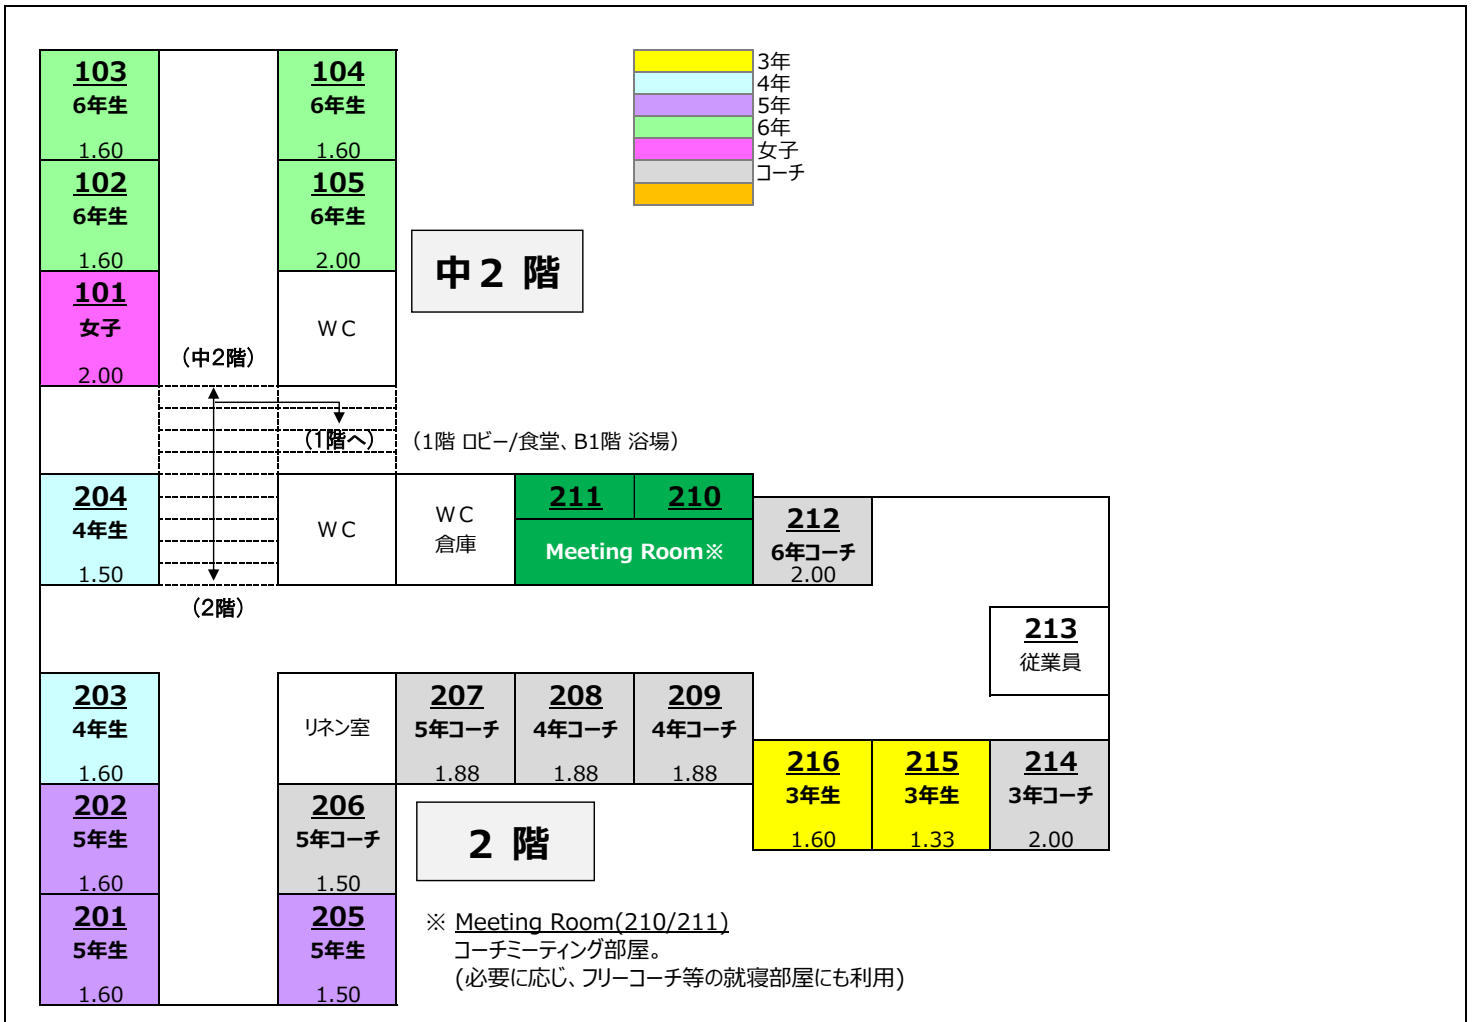 103
6年生
1.60
104
6年生
1.60
3年
4年
5年
6年
女子
コーチ
102
6年生
1.60
105
6年生
2.00
中２ 階
101
女子
2.00
ＷＣ
（中2階）
（1階へ）
（1階 ロビー/食堂、B1階 浴場）
204
4年生
1.50
ＷＣ
ＷＣ
倉庫
211
210
Meeting Room※
212
6年コーチ
2.00
（2階）
213
従業員
203
4年生
1.60
リネン室
207
5年コーチ
1.88
208
4年コーチ
1.88
209
4年コーチ
1.88
216
3年生
1.60
215
3年生
1.33
214
3年コーチ
2.00
202
5年生
1.60
206
5年コーチ
1.50
２ 階
201
5年生
1.60
205
5年生
1.50
※ Meeting Room(210/211)
コーチミーティング部屋。
(必要に応じ、フリーコーチ等の就寝部屋にも利用)